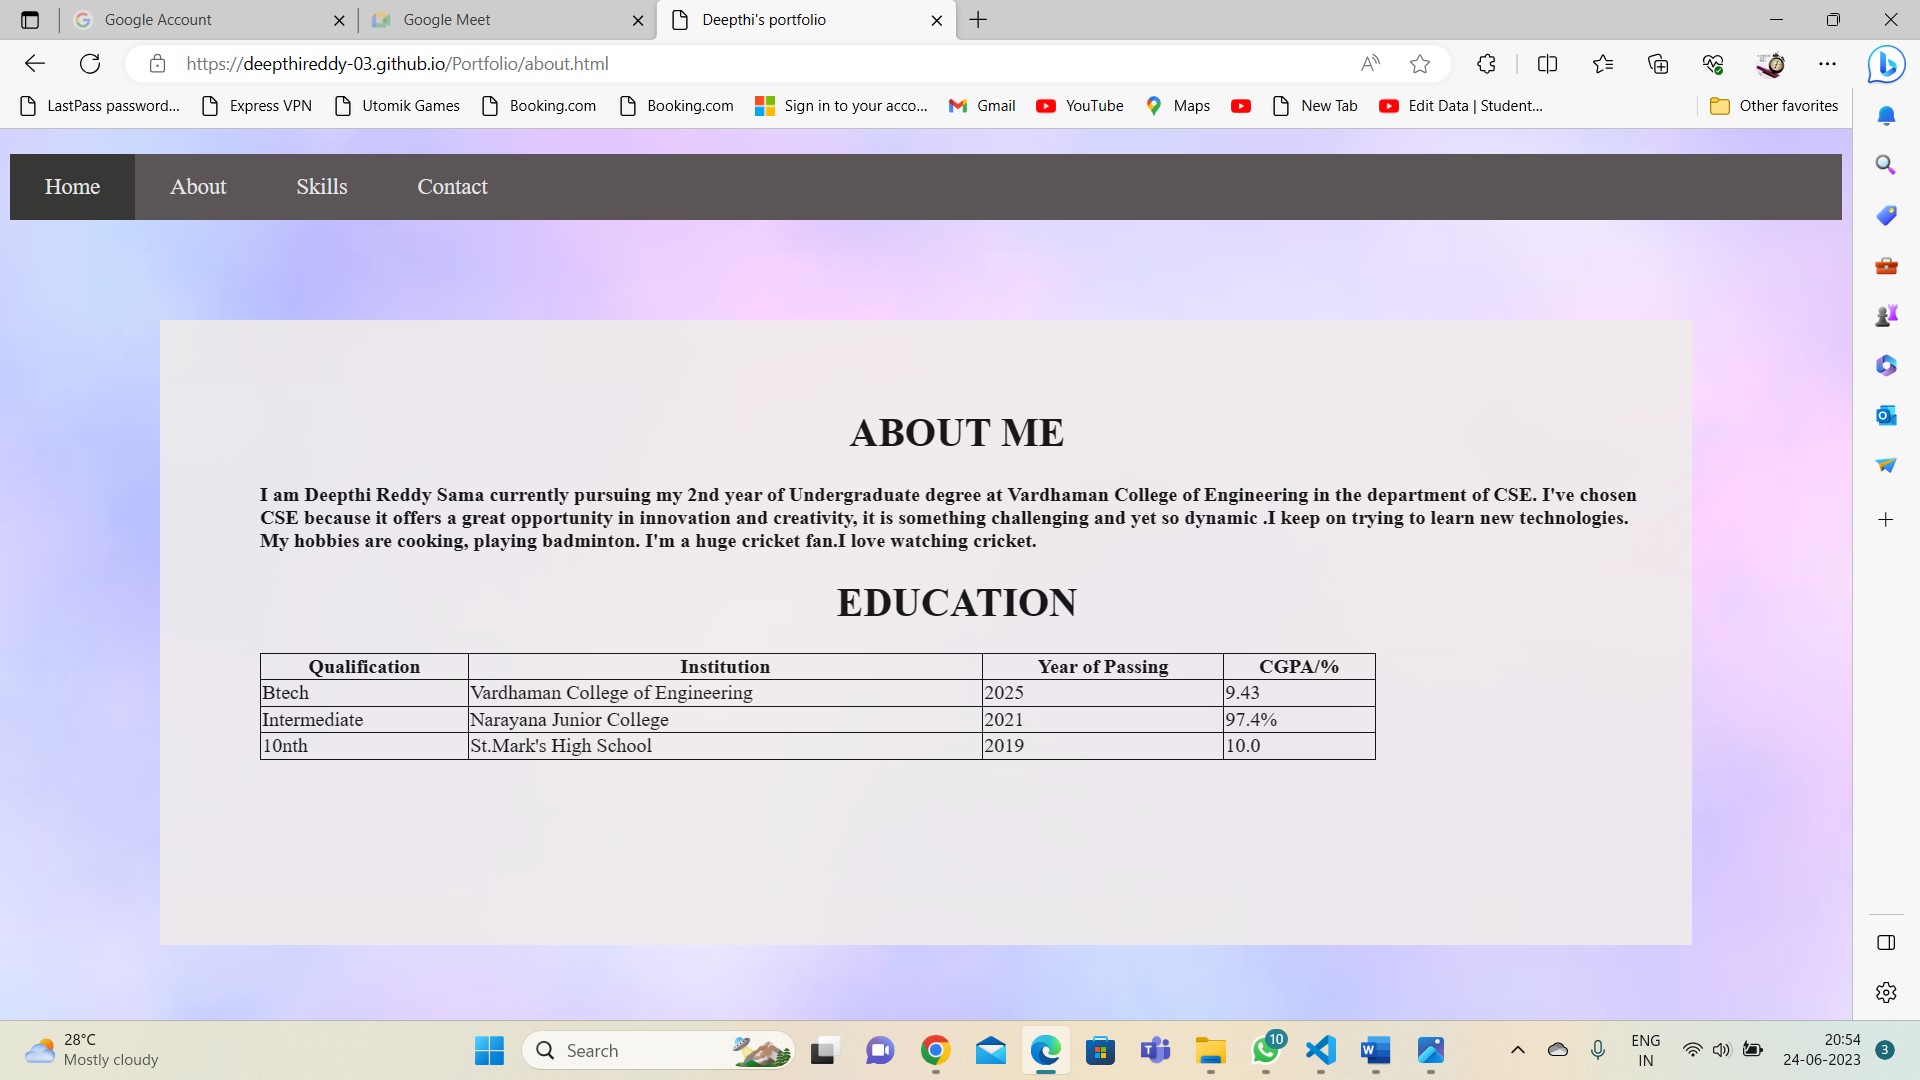 Google Account
Google Meet
Deepthi's portfolio
https://deepthireddy-03.github.io/Portfolio/about.html
LastPass password...
Express VPN
Utomik Games
Booking.com
Booking.com
Sign in to your acco...
Gmail
YouTube
Maps
New Tab
Edit Data | Student...
Other favorites
Home About Skills Contact
ABOUT ME
I am Deepthi Reddy Sama currently pursuing my 2nd year of Undergraduate degree at Vardhaman College of Engineering in the department of CSE. I've chosen
CSE because it offers a great opportunity in innovation and creativity, it is something challenging and yet so dynamic .I keep on trying to learn new technologies.
My hobbies are cooking, playing badminton. I'm a huge cricket fan.I love watching cricket.
EDUCATION
Qualification Institution Year of Passing CGPA/%
Btech Vardhaman College of Engineering 2025 9.43
Intermediate Narayana Junior College 2021 97.4%
10nth St.Mark's High School 2019 10.0
28°C
Mostly cloudy
Search
10
ENG
IN
20:54
24-06-2023
3